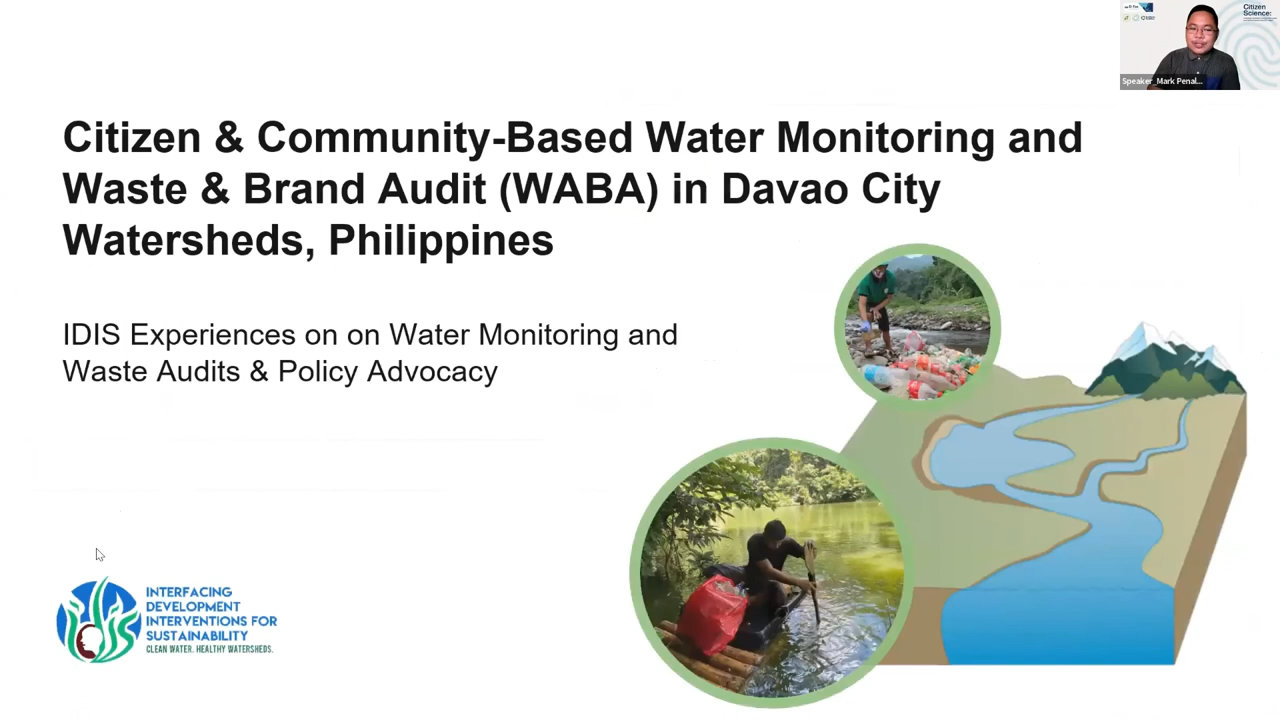 Citizen
Science:
Speaker_Mark Penal...
Citizen & Community-Based Water Monitoring and
Waste & Brand Audit (WABA) in Davao City
Watersheds, Philippines
IDIS Experiences on on Water Monitoring and
Waste Audits & Policy Advocacy
INTERFACING
DEVELOPMENT
INTERVENTIONS FOR
SUSTAINABILITY
CLEAN WATER. HEALTHY WATERSHEDS.